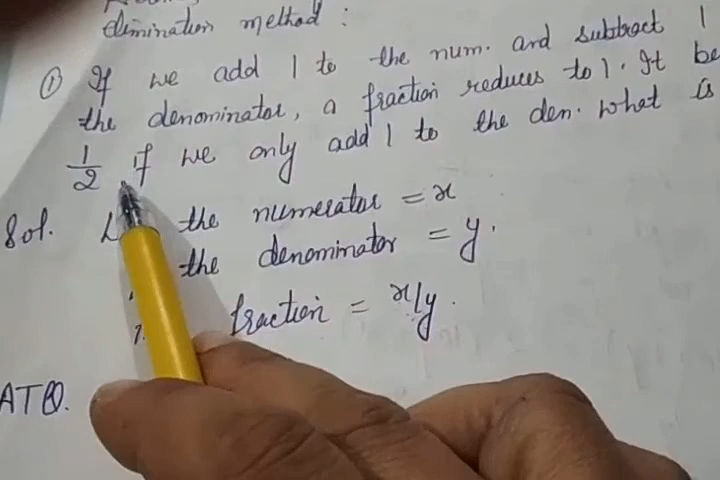 elimination method :
① If we add 1 to the num. and subtract 1
the denominator, a fraction reduces to 1. It be
1/2 if we only add 1 to the den. what is
Sol. the numerator = x
the denominator = y.
fraction = x/y.
ATQ.